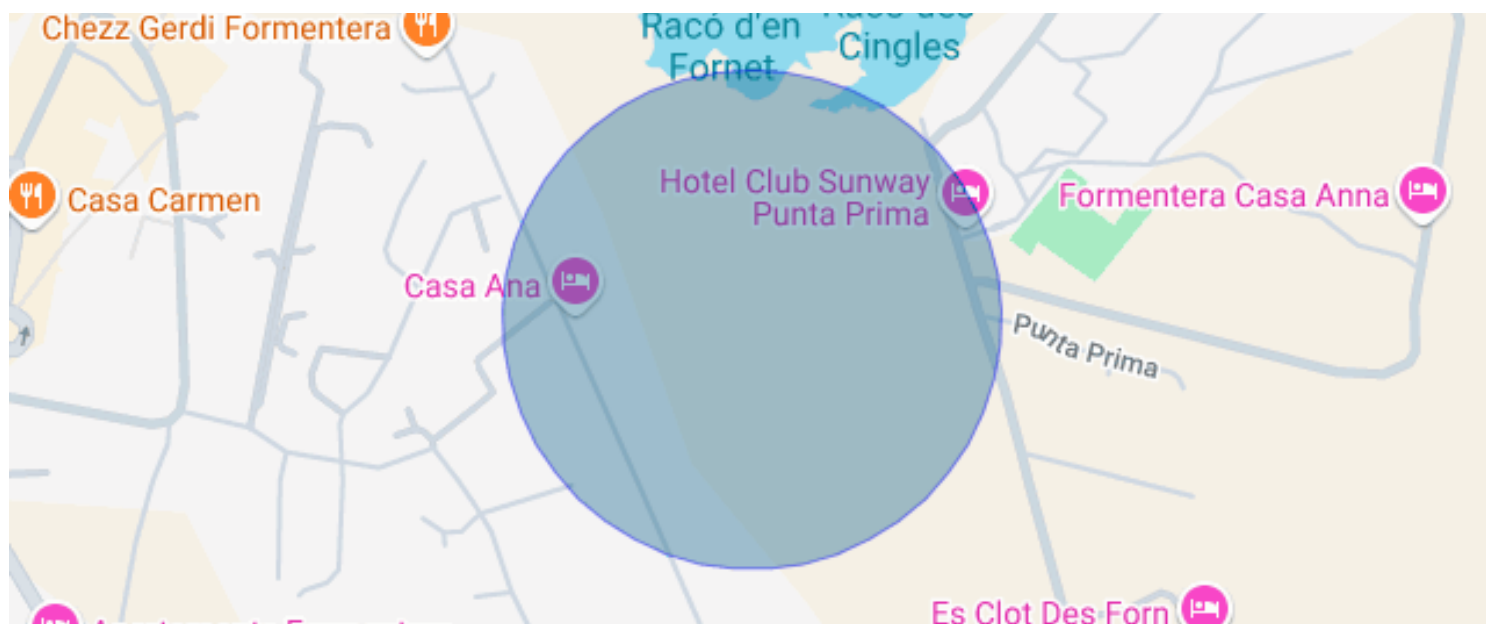 Chezz Gerdi Formentera
Racó d'en
Fornet
Cingles
Hotel Club Sunway
Punta Prima
Formentera Casa Anna
Casa Carmen
Casa Ana
Punta Prima
Es Clot Des Forn